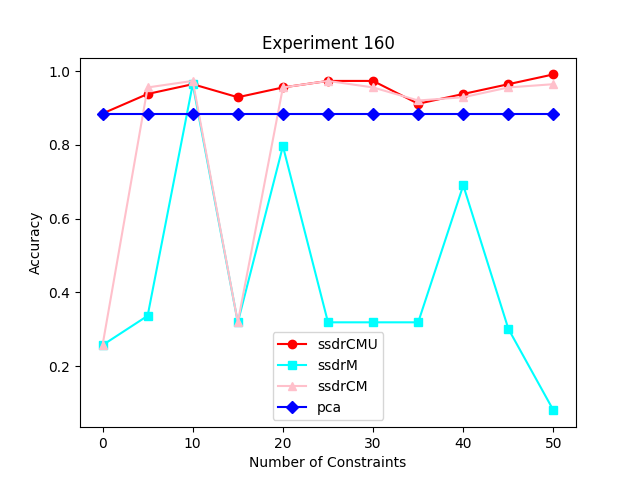 Experiment 160
1.0
0.8
0.6
0.4
0.2
Accuracy
ssdrCMU
ssdrM
ssdrCM
pca
0 10 20 30 40 50
Number of Constraints